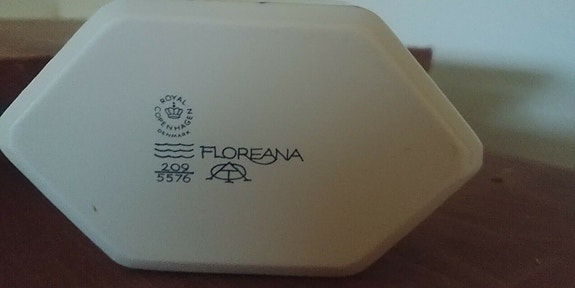 ROYAL COPENHAGEN
DENMARK
FLOREANA
209
5576